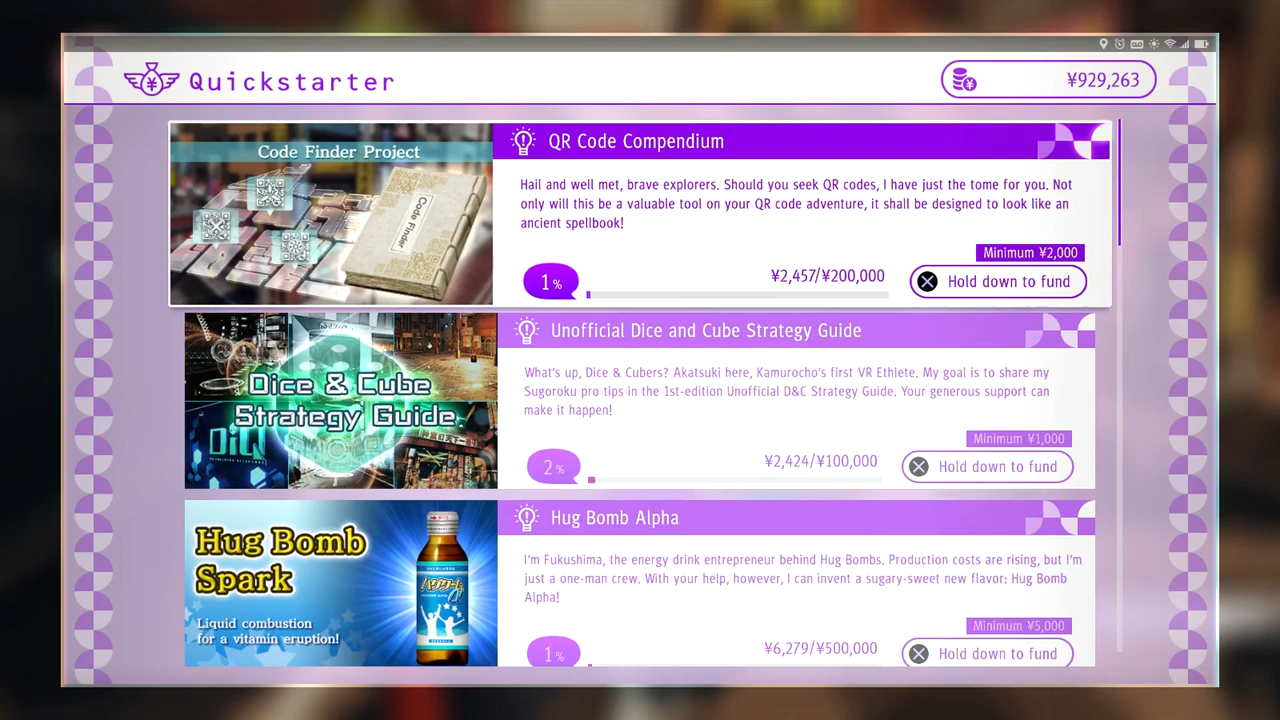 Quickstarter
¥929,263
Code Finder Project
Code Finder
QR Code Compendium
Hail and well met, brave explorers. Should you seek QR codes, I have just the tome for you. Not
only will this be a valuable tool on your QR code adventure, it shall be designed to look like an
ancient spellbook!
Minimum ¥2,000
1%
¥2,457/¥200,000
Hold down to fund
Dice & Cube
Strategy Guide.
Unofficial Dice and Cube Strategy Guide
What's up, Dice & Cubers? Akatsuki here, Kamurocho's first VR Ethlete. My goal is to share my
Sugoroku pro tips in the 1st-edition Unofficial D&C Strategy Guide. Your generous support can
make it happen!
Minimum ¥1,000
2%
¥2,424/¥100,000
Hold down to fund
Hug Bomb
Spark
Liquid combustion
for a vitamin eruption!
Hug Bomb Alpha
I'm Fukushima, the energy drink entrepreneur behind Hug Bombs. Production costs are rising, but I'm
just a one-man crew. With your help, however, I can invent a sugary-sweet new flavor: Hug Bomb
Alpha!
Minimum ¥5,000
1%
¥6,279/¥500,000
Hold down to fund